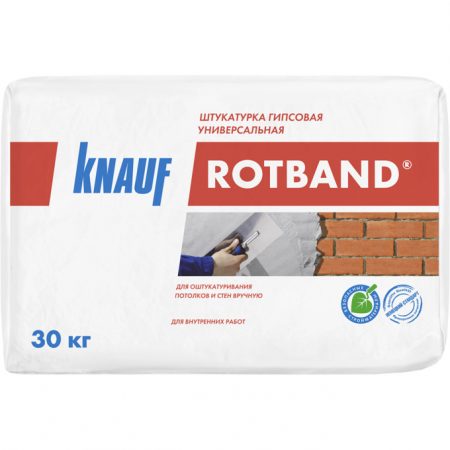 ШТУКАТУРКА ГИПСОВАЯ
УНИВЕРСАЛЬНАЯ
KNAUF
ROTBAND®
ДЛЯ ОШТУКАТУРИВАНИЯ
ПОТОЛКОВ И СТЕН ВРУЧНУЮ
ДЛЯ ВНУТРЕННИХ РАБОТ
30 кг